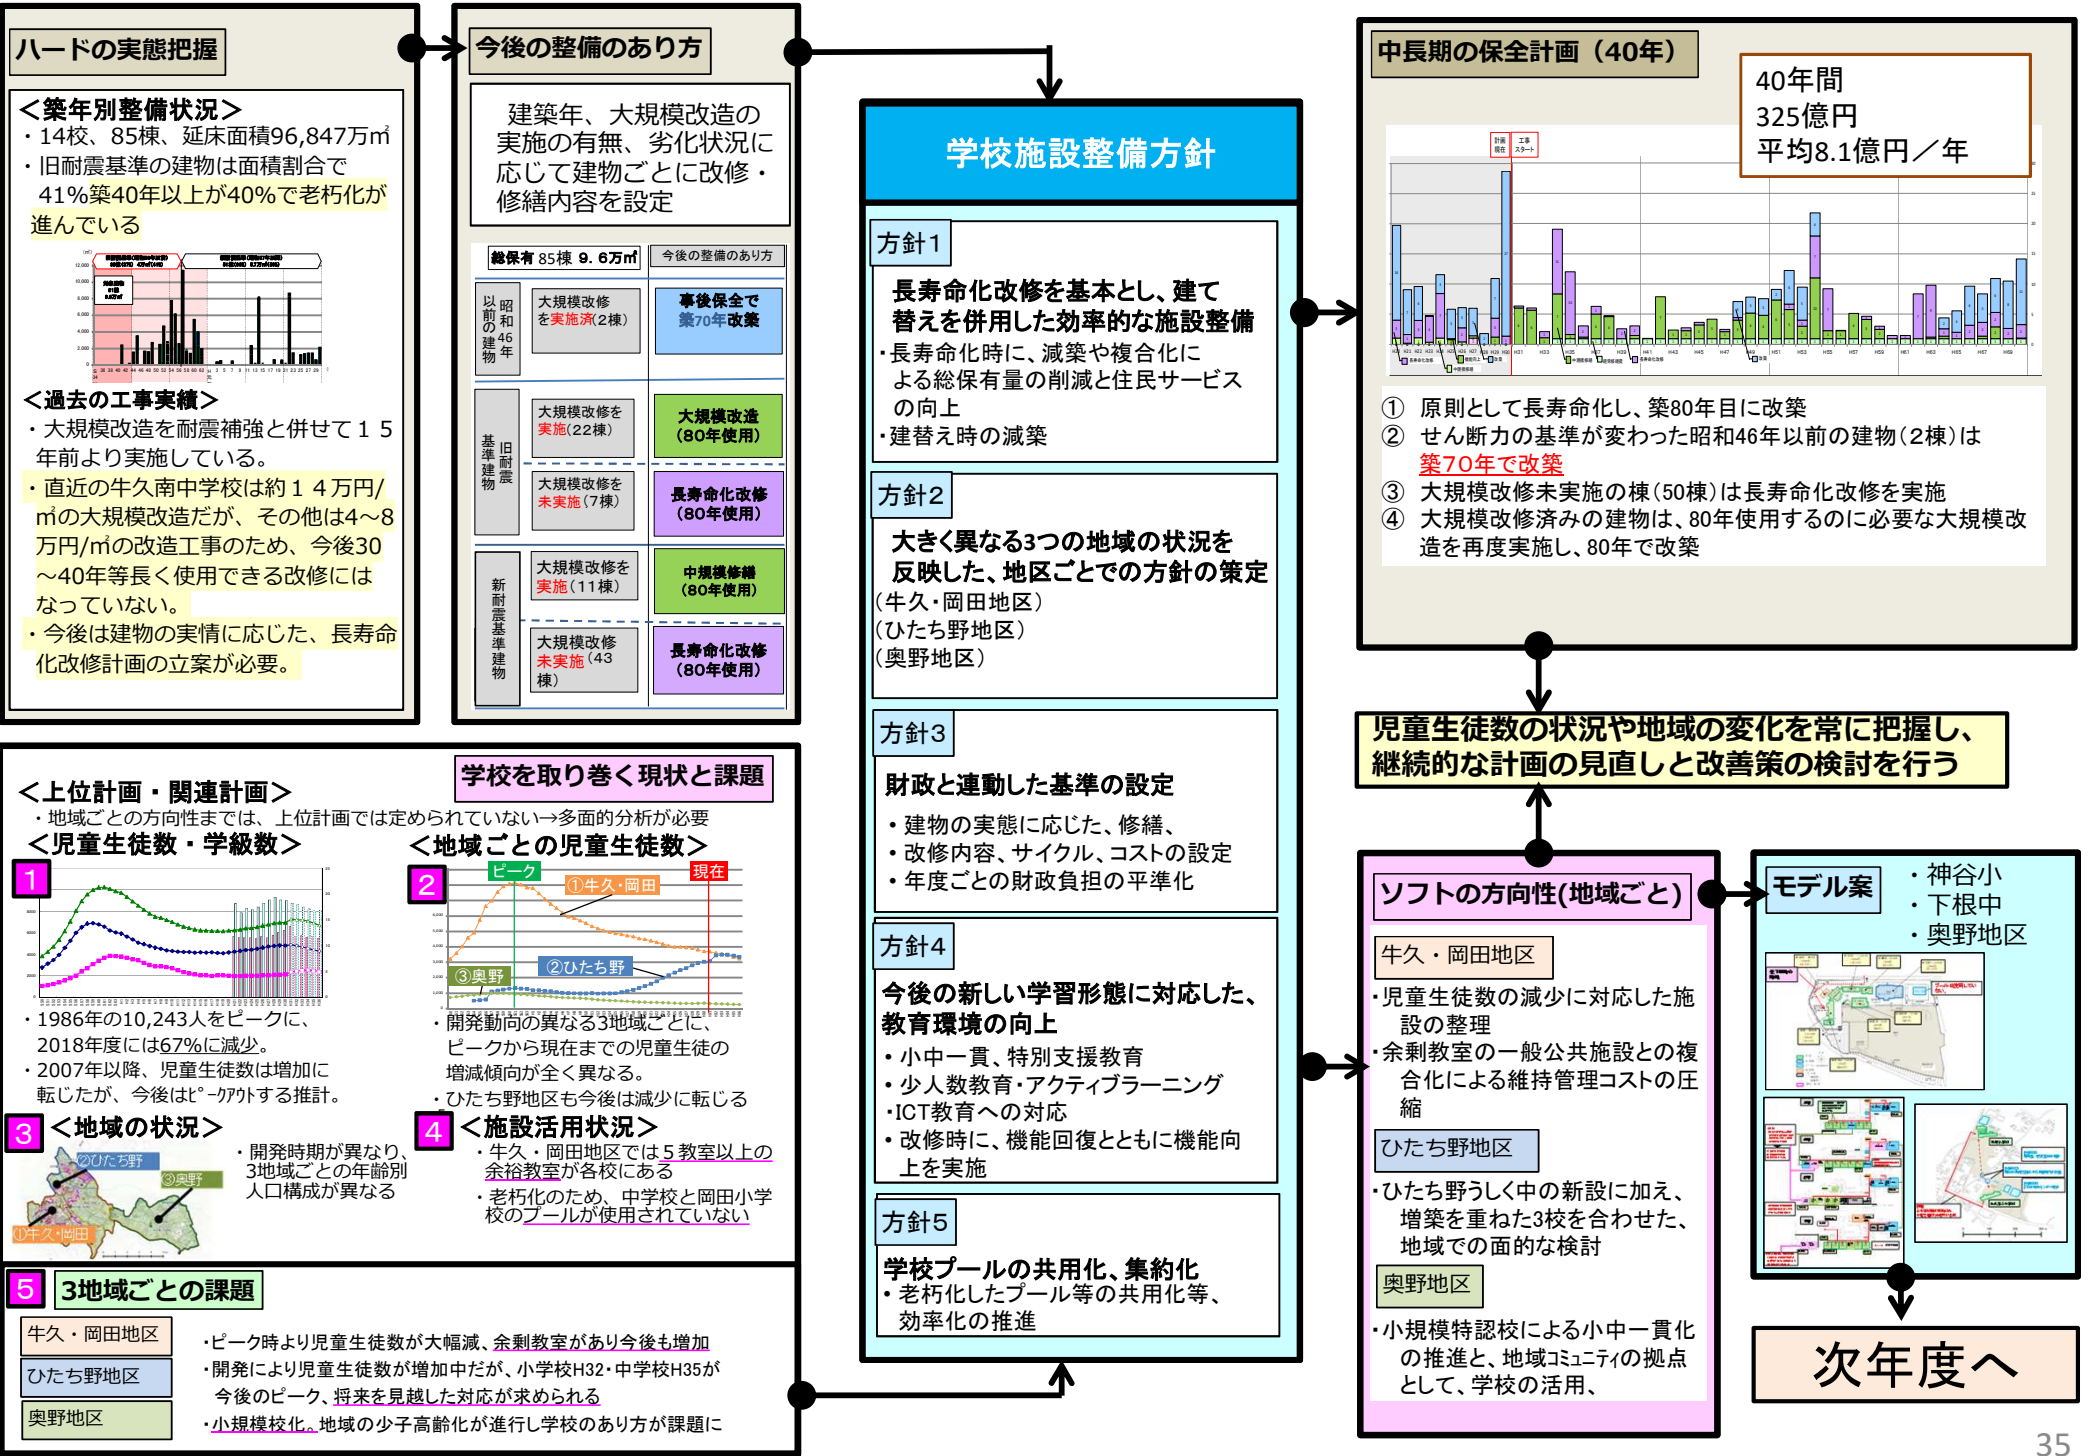 ハードの実態把握
＜築年別整備状況＞
・14校、85棟、延床面積96,847万㎡
・旧耐震基準の建物は面積割合で
41%築40年以上が40%で老朽化が
進んでいる
＜過去の工事実績＞
・大規模改造を耐震補強と併せて１５
年前より実施している。
・直近の牛久南中学校は約１４万円/
㎡の大規模改造だが、その他は4～8
万円/㎡の改造工事のため、今後30
～40年等長く使用できる改修には
なっていない。
・今後は建物の実情に応じた、長寿命
化改修計画の立案が必要。
今後の整備のあり方
建築年、大規模改造の
実施の有無、劣化状況に
応じて建物ごとに改修・
修繕内容を設定
総保有 85棟 9.6万㎡
今後の整備のあり方
昭和46年
以前の建物
大規模改修
を実施済(2棟)
事後保全で
築70年改築
旧耐震
基準建物
大規模改修を
実施(22棟)
大規模改造
(80年使用)
大規模改修を
未実施(7棟)
長寿命化改修
(80年使用)
新耐震基準建物
大規模改修を
実施(11棟)
中規模修繕
(80年使用)
大規模改修
未実施(43
棟)
長寿命化改修
(80年使用)
学校施設整備方針
方針1
長寿命化改修を基本とし、建て
替えを併用した効率的な施設整備
・長寿命化時に、減築や複合化に
よる総保有量の削減と住民サービス
の向上
・建替え時の減築
方針2
大きく異なる3つの地域の状況を
反映した、地区ごとでの方針の策定
(牛久・岡田地区)
(ひたち野地区)
(奥野地区)
方針3
財政と連動した基準の設定
・建物の実態に応じた、修繕、
・改修内容、サイクル、コストの設定
・年度ごとの財政負担の平準化
方針4
今後の新しい学習形態に対応した、
教育環境の向上
・小中一貫、特別支援教育
・少人数教育・アクティブラーニング
・ICT教育への対応
・改修時に、機能回復とともに機能向
上を実施
方針5
学校プールの共用化、集約化
・老朽化したプール等の共用化等、
効率化の推進
中長期の保全計画（40年）
40年間
325億円
平均8.1億円／年
計画
現在
工事
スタート
① 原則として長寿命化し、築80年目に改築
② せん断力の基準が変わった昭和46年以前の建物(2棟)は
築70年で改築
③ 大規模改修未実施の棟(50棟)は長寿命化改修を実施
④ 大規模改修済みの建物は、80年使用するのに必要な大規模改
造を再度実施し、80年で改築
児童生徒数の状況や地域の変化を常に把握し、
継続的な計画の見直しと改善策の検討を行う
学校を取り巻く現状と課題
＜上位計画・関連計画＞
・地域ごとの方向性までは、上位計画では定められていない→多面的分析が必要
＜児童生徒数・学級数＞
1
・1986年の10,243人をピークに、
2018年度には67%に減少。
・2007年以降、児童生徒数は増加に
転じたが、今後はﾋﾟｰｸｱｳﾄする推計。
＜地域ごとの児童生徒数＞
2
ピーク
現在
①牛久・岡田
②ひたち野
③奥野
・開発動向の異なる3地域ごとに、
ピークから現在までの児童生徒の
増減傾向が全く異なる。
・ひたち野地区も今後は減少に転じる
3
＜地域の状況＞
②ひたち野
③奥野
①牛久・岡田
・開発時期が異なり、
3地域ごとの年齢別
人口構成が異なる
4
＜施設活用状況＞
・牛久・岡田地区では５教室以上の
余裕教室が各校にある
・老朽化のため、中学校と岡田小学
校のプールが使用されていない
5
3地域ごとの課題
牛久・岡田地区
・ピーク時より児童生徒数が大幅減、余剰教室があり今後も増加
ひたち野地区
・開発により児童生徒数が増加中だが、小学校H32・中学校H35が
今後のピーク、将来を見越した対応が求められる
奥野地区
・小規模校化。地域の少子高齢化が進行し学校のあり方が課題に
ソフトの方向性(地域ごと)
牛久・岡田地区
・児童生徒数の減少に対応した施
設の整理
・余剰教室の一般公共施設との複
合化による維持管理コストの圧
縮
ひたち野地区
・ひたち野うしく中の新設に加え、
増築を重ねた3校を合わせた、
地域での面的な検討
奥野地区
・小規模特認校による小中一貫化
の推進と、地域ｺﾐｭﾆﾃｨの拠点
として、学校の活用、
モデル案
・神谷小
・下根中
・奥野地区
次年度へ
35